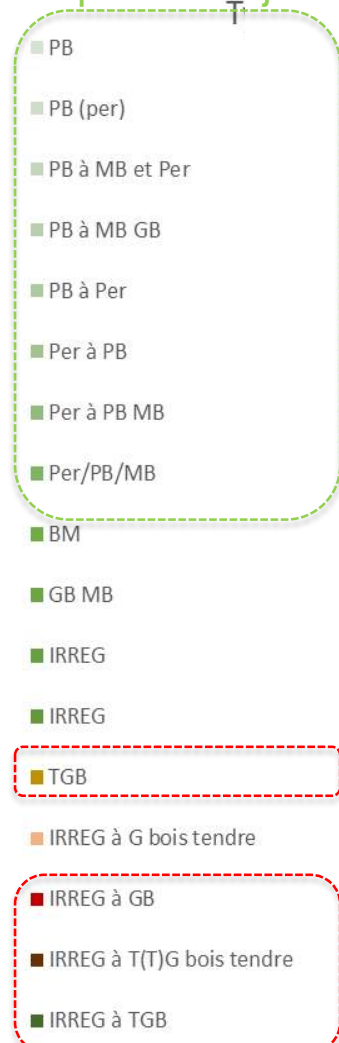 T
PB
PB (per)
PB à MB et Per
PB à MB GB
PB à Per
Per à PB
Per à PB MB
Per/PB/MB
BM
GB MB
IRREG
IRREG
TGB
IRREG à G bois tendre
IRREG à GB
IRREG à T(T)G bois tendre
IRREG à TGB